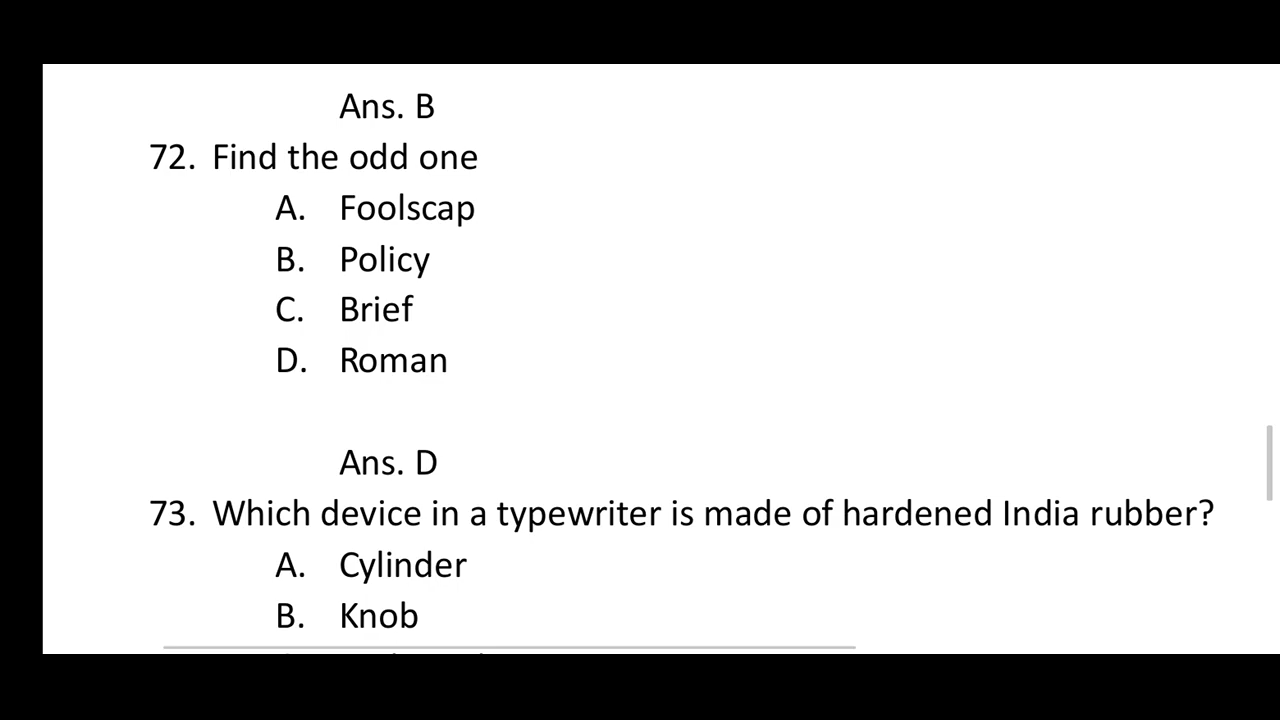 Ans. B
72. Find the odd one
A. Foolscap
B. Policy
C. Brief
D. Roman
Ans. D
73. Which device in a typewriter is made of hardened India rubber?
A. Cylinder
B. Knob